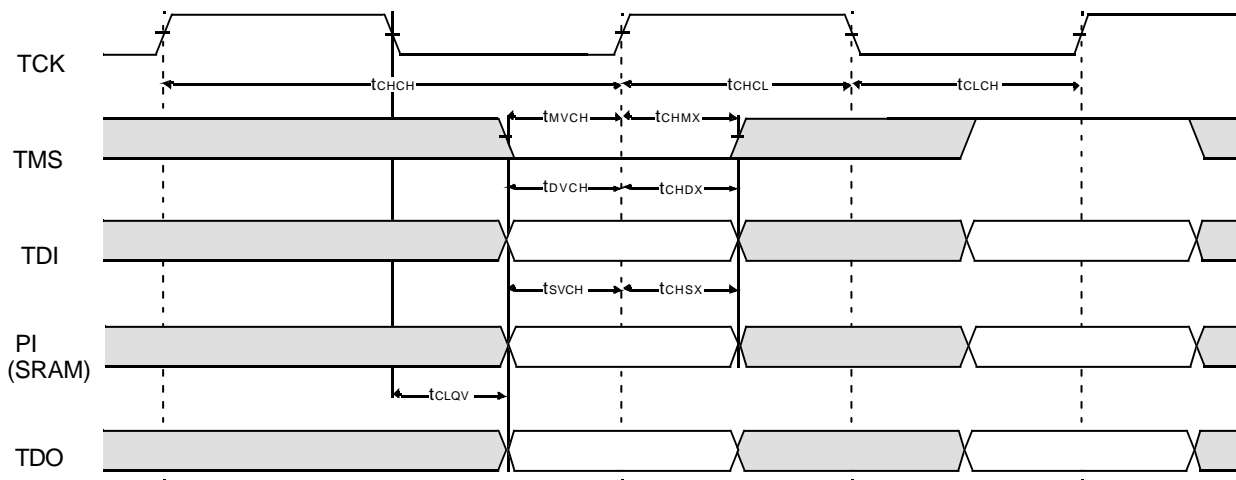 TCK
tCHCH
tCHCL
tCLCH
tMVCH
tCHMX
TMS
tDVCH
tCHDX
TDI
tSVCH
tCHSX
PI
(SRAM)
tCLQV
TDO